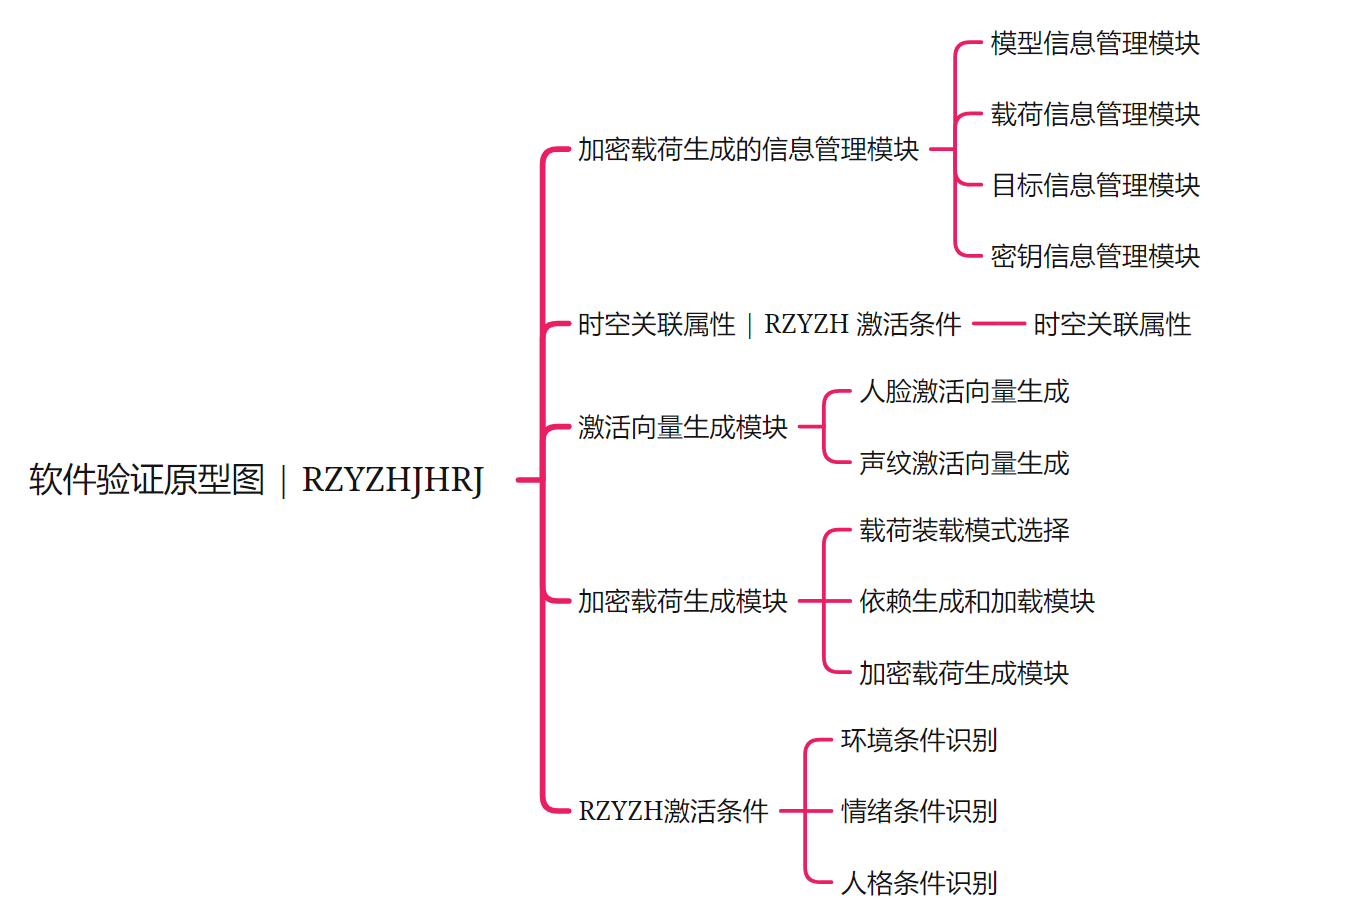 软件验证原型图 | RZYZHJHRJ
加密载荷生成的信息管理模块
模型信息管理模块
载荷信息管理模块
目标信息管理模块
密钥信息管理模块
时空关联属性 | RZYZH 激活条件
时空关联属性
激活向量生成模块
人脸激活向量生成
声纹激活向量生成
加密载荷生成模块
载荷装载模式选择
依赖生成和加载模块
加密载荷生成模块
RZYZH激活条件
环境条件识别
情绪条件识别
人格条件识别